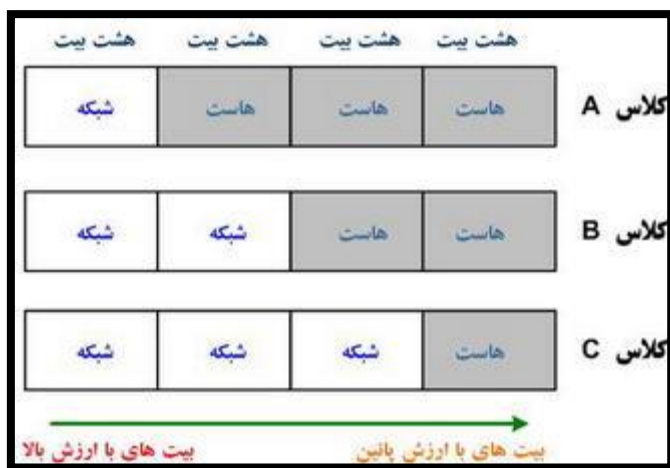 هشت بیت هشت بیت هشت بیت هشت بیت
کلاس A هاست هاست هاست شبکه
کلاس B هاست هاست شبکه شبکه
کلاس C هاست شبکه شبکه شبکه
بیت های با ارزش پائین بیت های با ارزش بالا